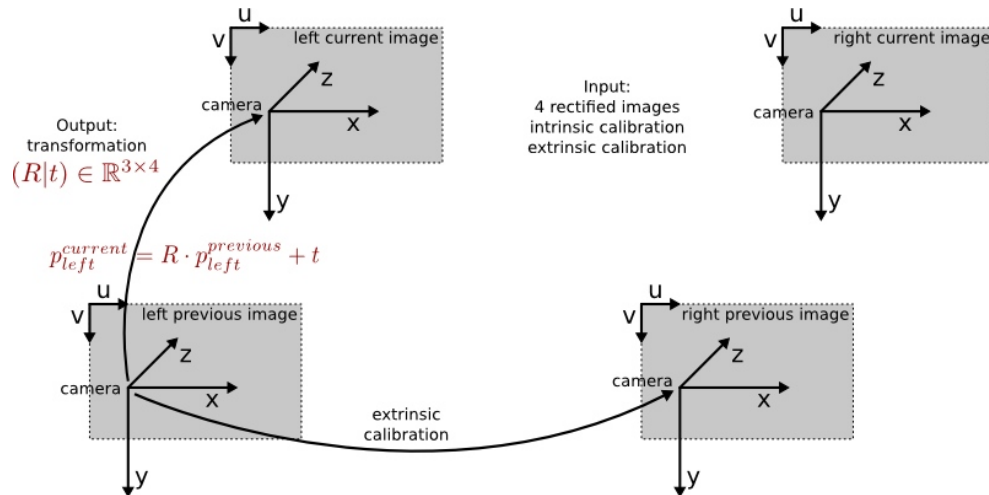 u
v
left current image
z
camera
x
y
u
v
right current image
z
camera
x
y
Input:
4 rectified images
intrinsic calibration
extrinsic calibration
Output:
transformation
(R|t) ∈ ℝ^{3×4}
p_{left}^{current} = R · p_{left}^{previous} + t
u
v
left previous image
z
camera
x
y
extrinsic
calibration
u
v
right previous image
z
camera
x
y